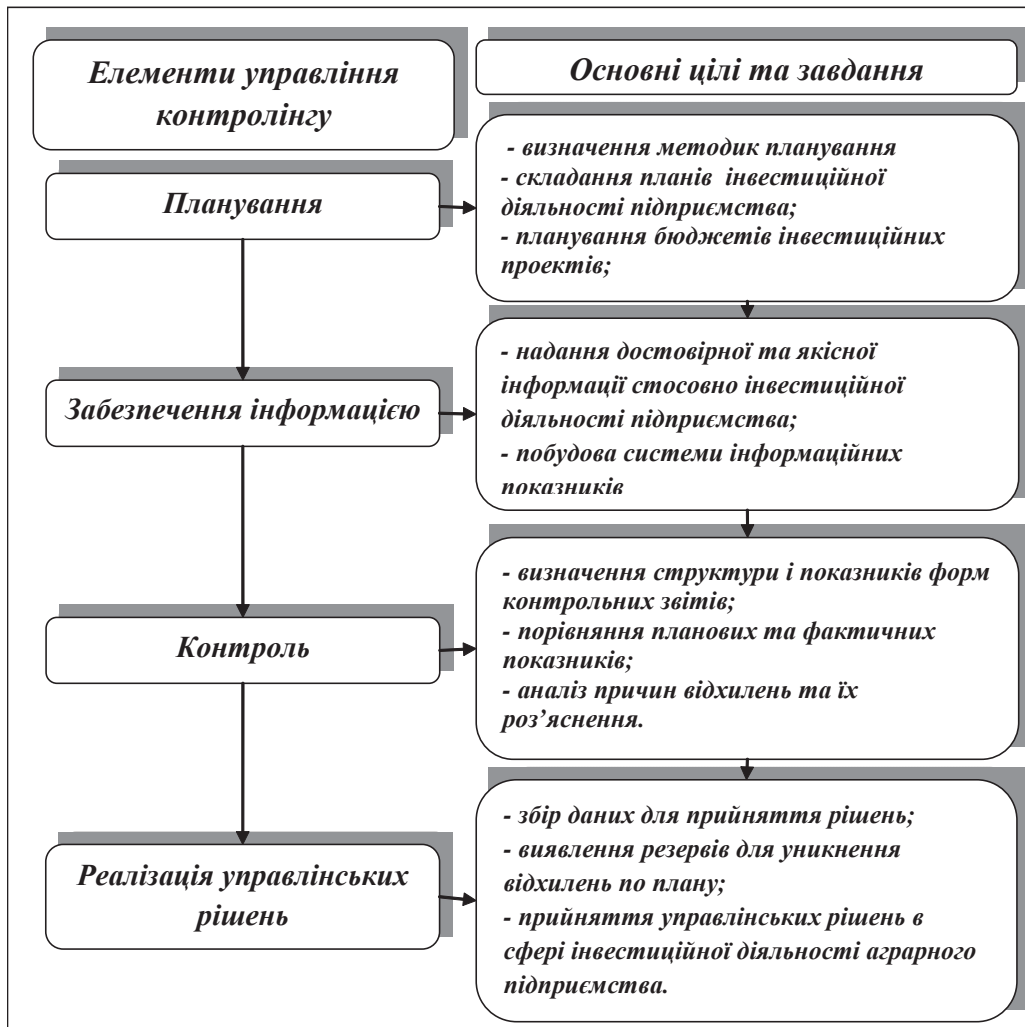 Елементи управління
контролінгу
Основні цілі та завдання
Планування
- визначення методик планування
- складання планів інвестиційної
діяльності підприємства;
- планування бюджетів інвестиційних
проектів;
Забезпечення інформацією
- надання достовірної та якісної
інформації стосовно інвестиційної
діяльності підприємства;
- побудова системи інформаційних
показників
Контроль
- визначення структури і показників форм
контрольних звітів;
- порівняння планових та фактичних
показників;
- аналіз причин відхилень та їх
роз’яснення.
Реалізація управлінських
рішень
- збір даних для прийняття рішень;
- виявлення резервів для уникнення
відхилень по плану;
- прийняття управлінських рішень в
сфері інвестиційної діяльності аграрного
підприємства.